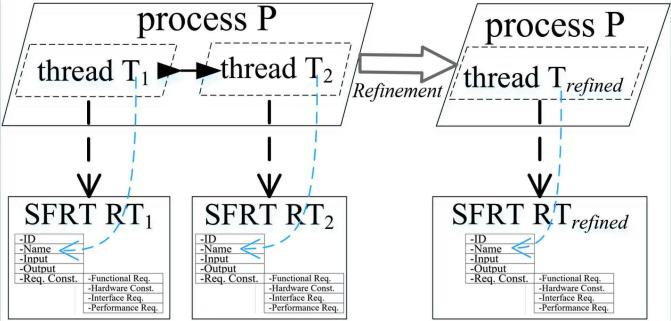 process P
thread T1
thread T2
Refinement
process P
thread Trefined
SFRT RT1
-ID
-Name
-Input
-Output
-Req. Const.
-Functional Req.
-Hardware Const.
-Interface Req.
-Performance Req.
SFRT RT2
-ID
-Name
-Input
-Output
-Req. Const.
-Functional Req.
-Hardware Const.
-Interface Req.
-Performance Req.
SFRT RTrefined
-ID
-Name
-Input
-Output
-Req. Const.
-Functional Req.
-Hardware Const.
-Interface Req.
-Performance Req.